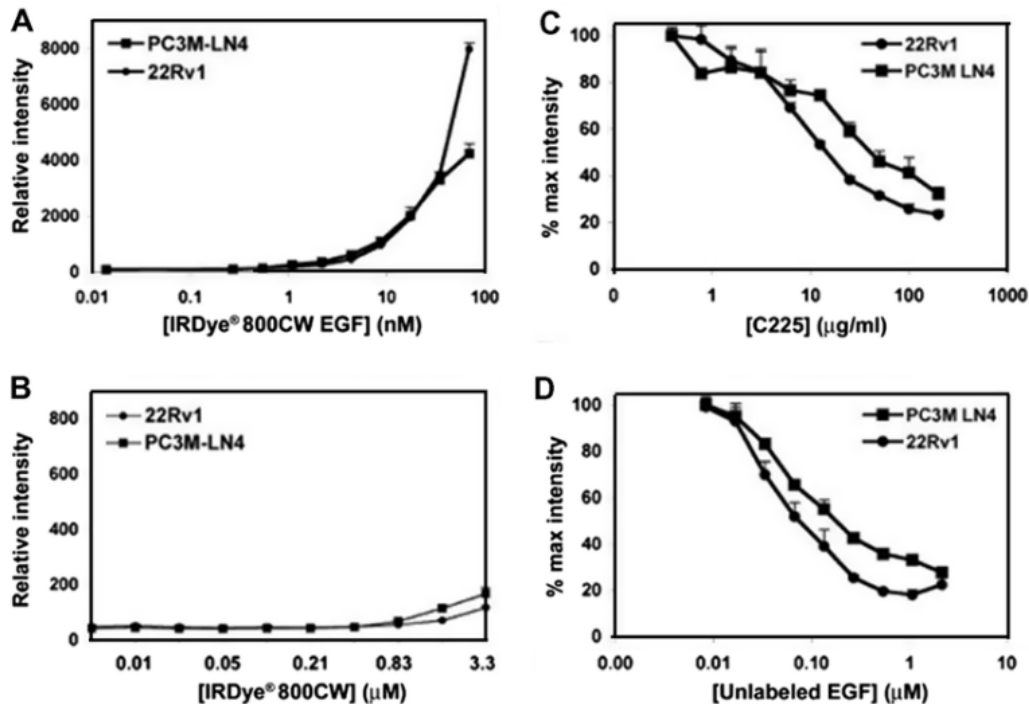 A
PC3M-LN4
22Rv1
Relative intensity
8000
6000
4000
2000
0
0.01 0.1 1 10 100
[IRDye® 800CW EGF] (nM)
C
22Rv1
PC3M LN4
% max intensity
100
80
60
40
20
0
0 1 10 100 1000
[C225] (µg/ml)
B
22Rv1
PC3M-LN4
Relative intensity
800
600
400
200
0
0.01 0.05 0.21 0.83 3.3
[IRDye® 800CW] (µM)
D
PC3M LN4
22Rv1
% max intensity
100
80
60
40
20
0
0.00 0.01 0.10 1 10
[Unlabeled EGF] (µM)